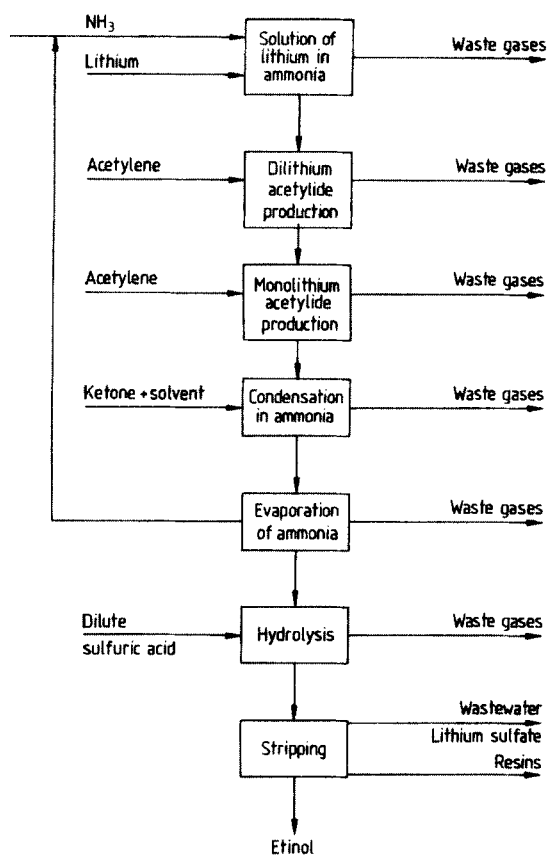 NH3
Lithium
Solution of
lithium in
ammonia
Waste gases
Acetylene
Dilithium
acetylide
production
Waste gases
Acetylene
Monolithium
acetylide
production
Waste gases
Ketone + solvent
Condensation
in ammonia
Waste gases
Evaporation
of ammonia
Waste gases
Dilute
sulfuric acid
Hydrolysis
Waste gases
Stripping
Wastewater
Lithium sulfate
Resins
Etinol